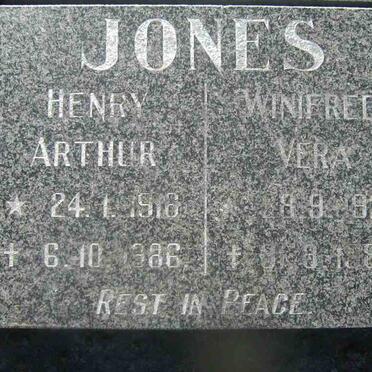 JONES
HENRY
ARTHUR
★ 24.1.1916
✝ 6.10.1986
WINIFRED
VERA
REST IN PEACE.